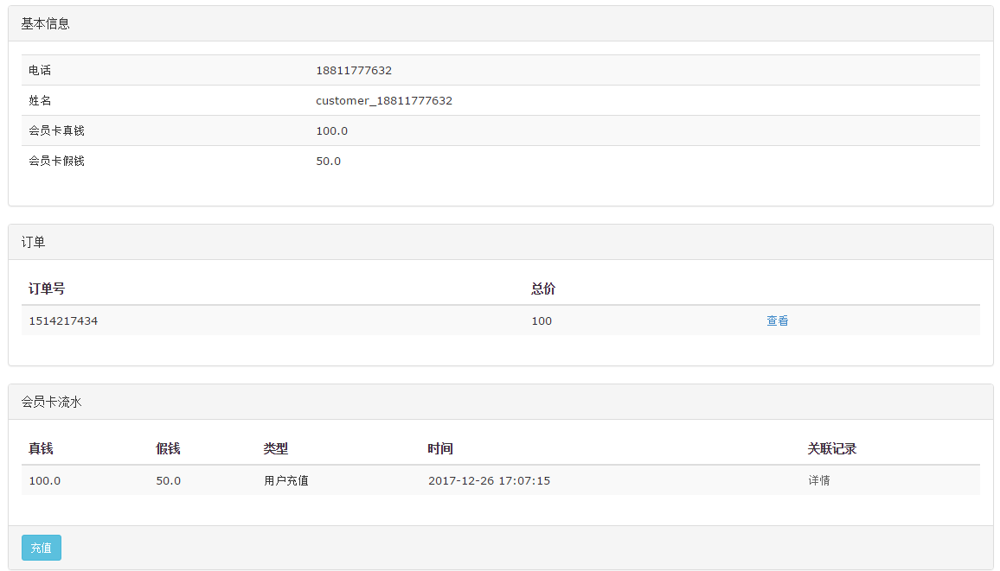 基本信息
电话 18811777632
姓名 customer_18811777632
会员卡真钱 100.0
会员卡假钱 50.0
订单
订单号 总价
1514217434 100 查看
会员卡流水
真钱 假钱 类型 时间 关联记录
100.0 50.0 用户充值 2017-12-26 17:07:15 详情
充值